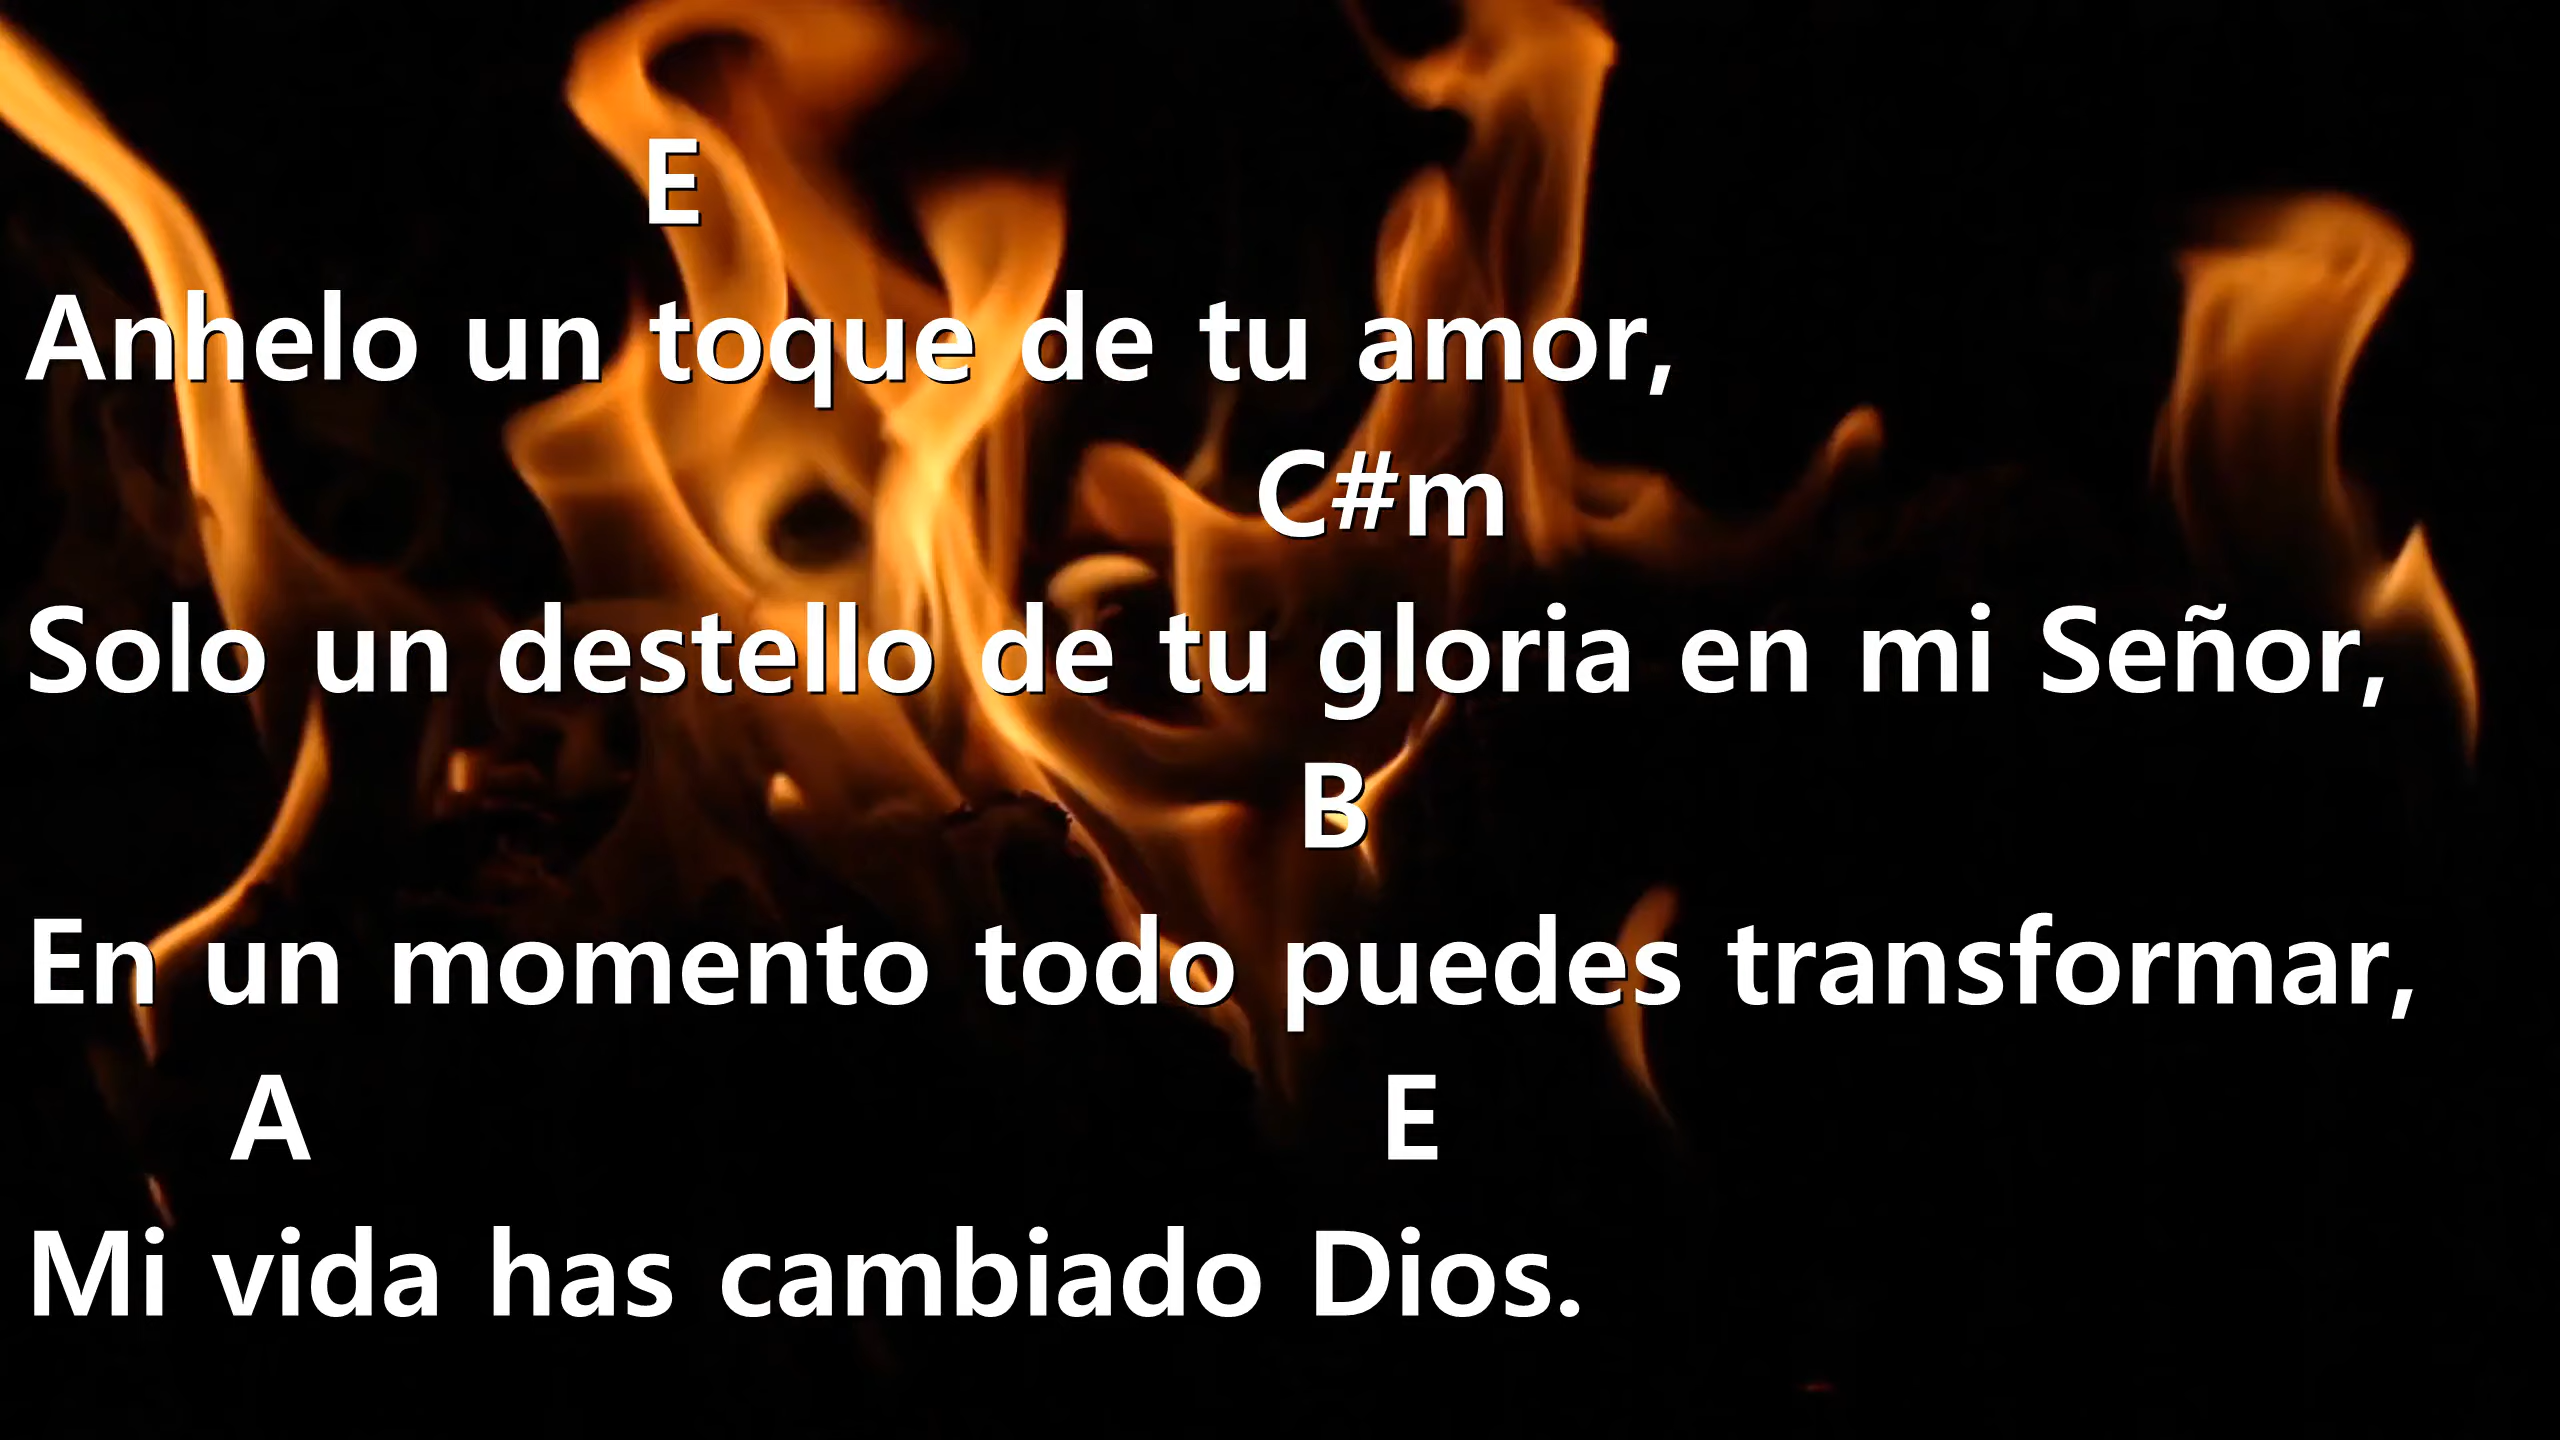 E
Anhelo un toque de tu amor,
C#m
Solo un destello de tu gloria en mi Señor,
B
En un momento todo puedes transformar,
A E
Mi vida has cambiado Dios.